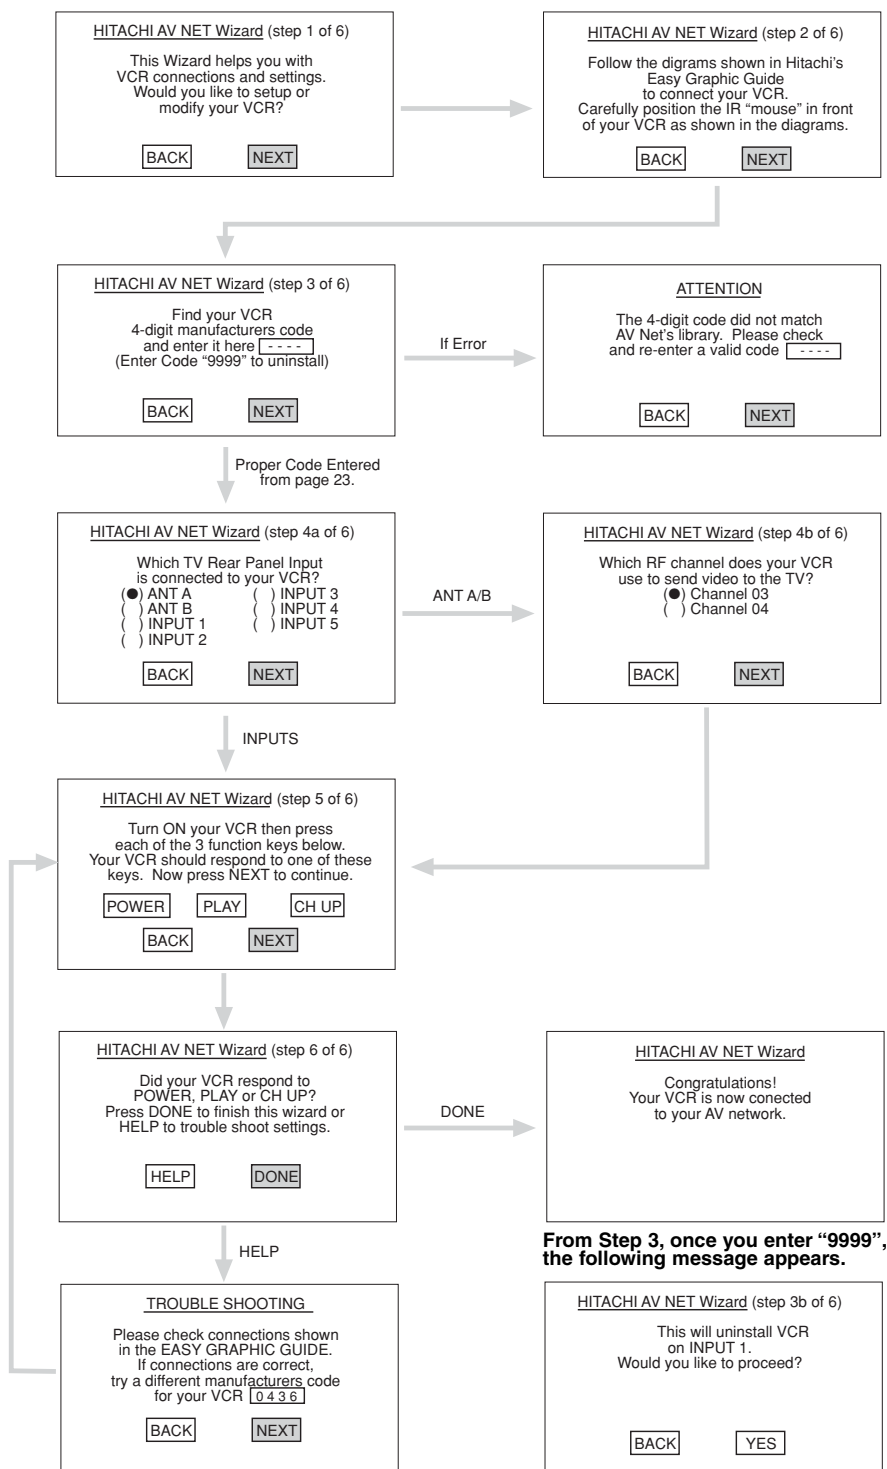 HITACHI AV NET Wizard (step 1 of 6)
This Wizard helps you with
VCR connections and settings.
Would you like to setup or
modify your VCR?
BACK NEXT
HITACHI AV NET Wizard (step 2 of 6)
Follow the digrams shown in Hitachi's
Easy Graphic Guide
to connect your VCR.
Carefully position the IR “mouse” in front
of your VCR as shown in the diagrams.
BACK NEXT
HITACHI AV NET Wizard (step 3 of 6)
Find your VCR
4-digit manufacturers code
and enter it here - - - -
(Enter Code “9999” to uninstall)
BACK NEXT
If Error
ATTENTION
The 4-digit code did not match
AV Net's library. Please check
and re-enter a valid code - - - -
BACK NEXT
Proper Code Entered
from page 23.
HITACHI AV NET Wizard (step 4a of 6)
Which TV Rear Panel Input
is connected to your VCR?
(●) ANT A ( ) INPUT 3
( ) ANT B ( ) INPUT 4
( ) INPUT 1 ( ) INPUT 5
( ) INPUT 2
BACK NEXT
ANT A/B
HITACHI AV NET Wizard (step 4b of 6)
Which RF channel does your VCR
use to send video to the TV?
(●) Channel 03
( ) Channel 04
BACK NEXT
INPUTS
HITACHI AV NET Wizard (step 5 of 6)
Turn ON your VCR then press
each of the 3 function keys below.
Your VCR should respond to one of these
keys. Now press NEXT to continue.
POWER PLAY CH UP
BACK NEXT
HITACHI AV NET Wizard (step 6 of 6)
Did your VCR respond to
POWER, PLAY or CH UP?
Press DONE to finish this wizard or
HELP to trouble shoot settings.
HELP DONE
DONE
HITACHI AV NET Wizard
Congratulations!
Your VCR is now conected
to your AV network.
HELP
TROUBLE SHOOTING
Please check connections shown
in the EASY GRAPHIC GUIDE.
If connections are correct,
try a different manufacturers code
for your VCR 0 4 3 6
BACK NEXT
From Step 3, once you enter “9999”,
the following message appears.
HITACHI AV NET Wizard (step 3b of 6)
This will uninstall VCR
on INPUT 1.
Would you like to proceed?
BACK YES